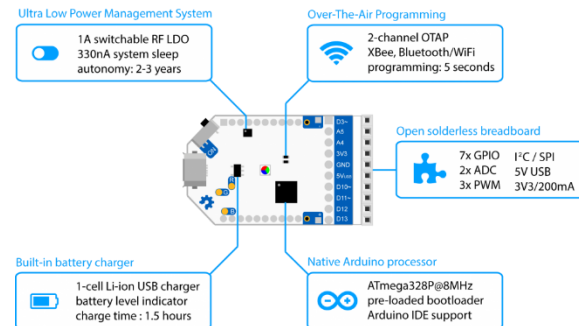 Ultra Low Power Management System
1A switchable RF LDO
330nA system sleep
autonomy: 2-3 years
Over-The-Air Programming
2-channel OTAP
XBee, Bluetooth/WiFi
programming: 5 seconds
ON
D3~
A5
A4
3V3
GND
5VUSB
D10~
D11~
D12
D13
Open solderless breadboard
7x GPIO I²C / SPI
2x ADC 5V USB
3x PWM 3V3/200mA
Built-in battery charger
1-cell Li-ion USB charger
battery level indicator
charge time : 1.5 hours
Native Arduino processor
ATmega328P@8MHz
pre-loaded bootloader
Arduino IDE support